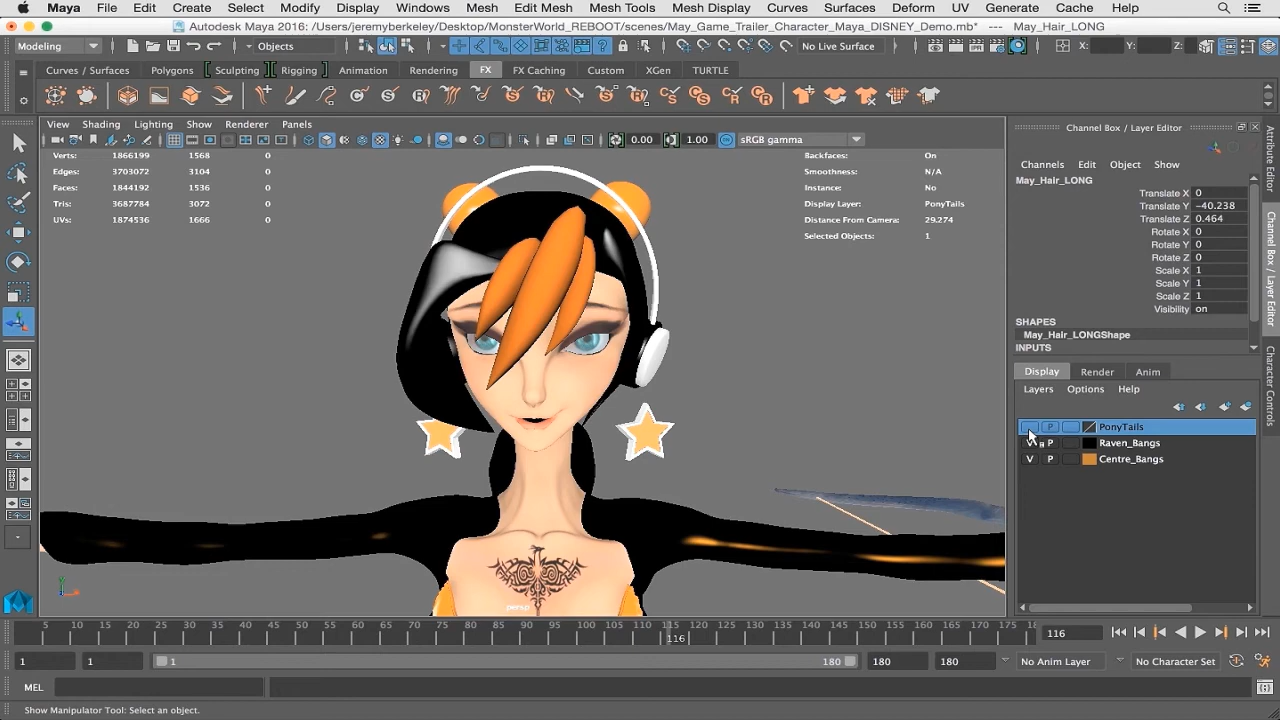 Maya File Edit Create Select Modify Display Windows Mesh Edit Mesh Mesh Tools Mesh Display Curves Surfaces Deform UV Generate Cache Help
Autodesk Maya 2016: /Users/jeremyberkeley/Desktop/MonsterWorld_REBOOT/scenes/May_Game_Trailer_Character_Maya_DISNEY_Demo.mb* --- May_Hair_LONG
Modeling Objects No Live Surface X: Y: Z:
Curves / Surfaces Polygons Sculpting Rigging Animation Rendering FX FX Caching Custom XGen TURTLE
View Shading Lighting Show Renderer Panels
0.00 1.00 sRGB gamma
Verts: 1866199 1568 0
Edges: 3703072 3104 0
Faces: 1844192 1536 0
Tris: 3687784 3072 0
UVs: 1874536 1666 0
Backfaces: On
Smoothness: N/A
Instance: No
Display Layer: PonyTails
Distance From Camera: 29.274
Selected Objects: 1
persp
Channel Box / Layer Editor
Channels Edit Object Show
May_Hair_LONG
Translate X 0
Translate Y -40.238
Translate Z 0.464
Rotate X 0
Rotate Y 0
Rotate Z 0
Scale X 1
Scale Y 1
Scale Z 1
Visibility on
SHAPES
May_Hair_LONGShape
INPUTS
Display Render Anim
Layers Options Help
P PonyTails
V P Raven_Bangs
V P Centre_Bangs
Attribute Editor
Channel Box / Layer Editor
Character Controls
5 10 15 20 25 30 35 40 45 50 55 60 65 70 75 80 85 90 95 100 105 110 115 120 125 130 135 140 145 150 155 160 165 170 175 18
116
116
1 1 1 180 180 180 No Anim Layer No Character Set
MEL
Show Manipulator Tool: Select an object.